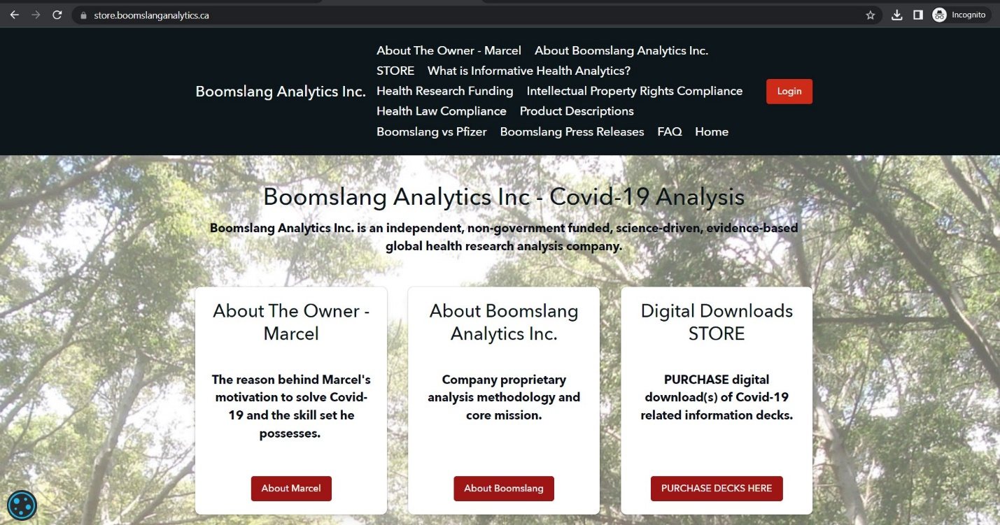 store.boomslanganalytics.ca
Incognito
Boomslang Analytics Inc.
About The Owner - Marcel About Boomslang Analytics Inc.
STORE What is Informative Health Analytics?
Health Research Funding Intellectual Property Rights Compliance
Health Law Compliance Product Descriptions
Boomslang vs Pfizer Boomslang Press Releases FAQ Home
Login
Boomslang Analytics Inc - Covid-19 Analysis
Boomslang Analytics Inc. is an independent, non-government funded, science-driven, evidence-based
global health research analysis company.
About The Owner -
Marcel
The reason behind Marcel's
motivation to solve Covid-
19 and the skill set he
possesses.
About Marcel
About Boomslang
Analytics Inc.
Company proprietary
analysis methodology and
core mission.
About Boomslang
Digital Downloads
STORE
PURCHASE digital
download(s) of Covid-19
related information decks.
PURCHASE DECKS HERE